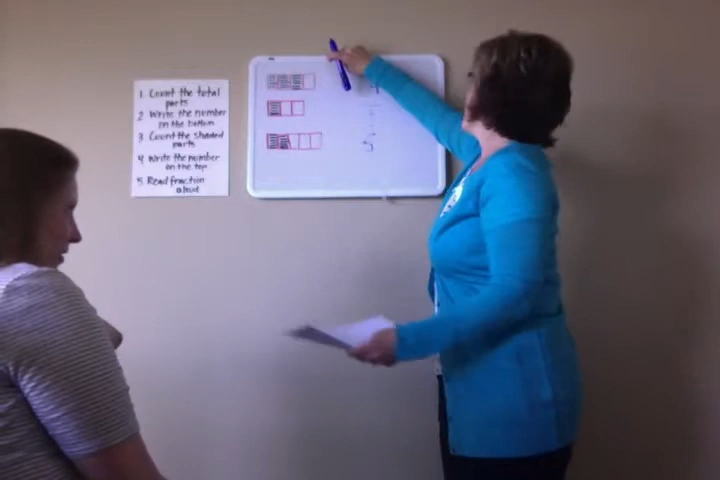 1. Count the total
parts
2 Write the number
on the bottom
3 Count the shaded
parts
4 Write the number
on the top
5. Read fraction
aloud